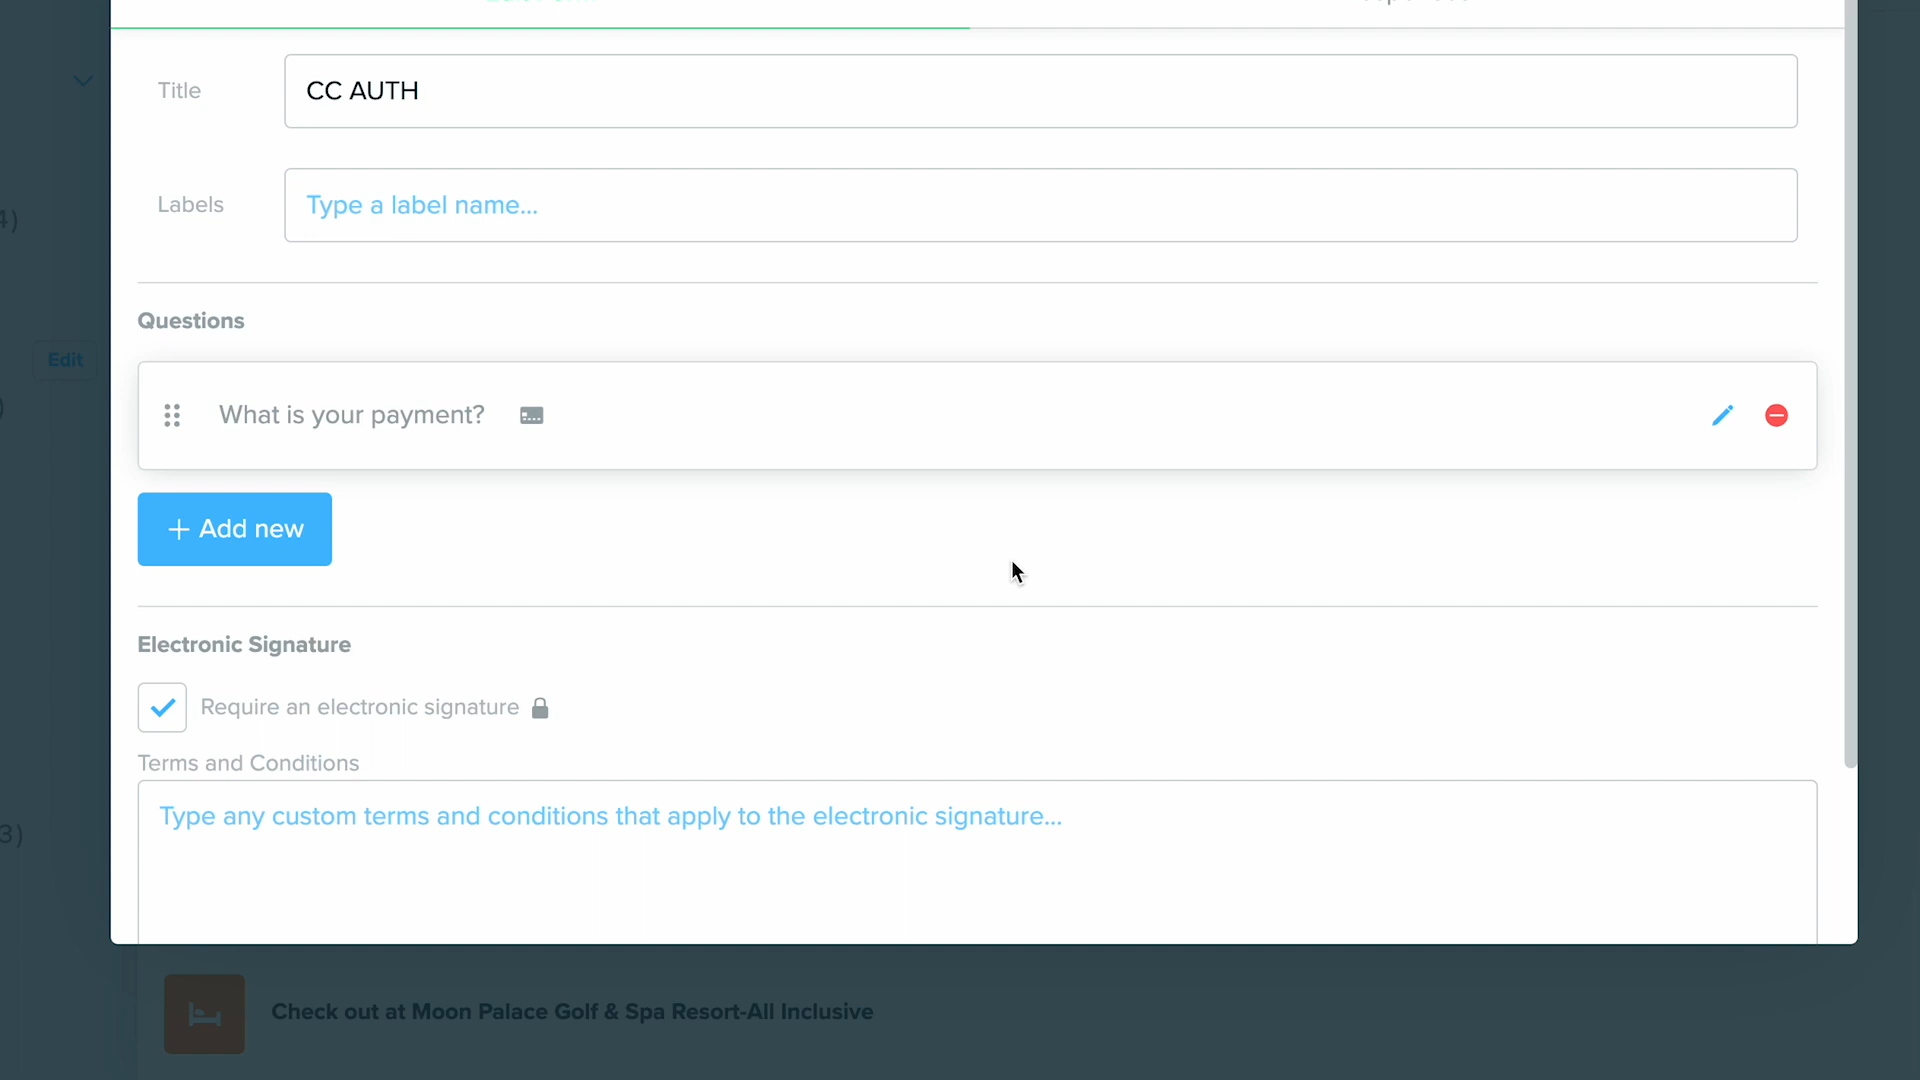 Title
CC AUTH
Labels
Type a label name...
4)
Questions
Edit
What is your payment?
+ Add new
Electronic Signature
Require an electronic signature
Terms and Conditions
Type any custom terms and conditions that apply to the electronic signature...
3)
Check out at Moon Palace Golf & Spa Resort-All Inclusive